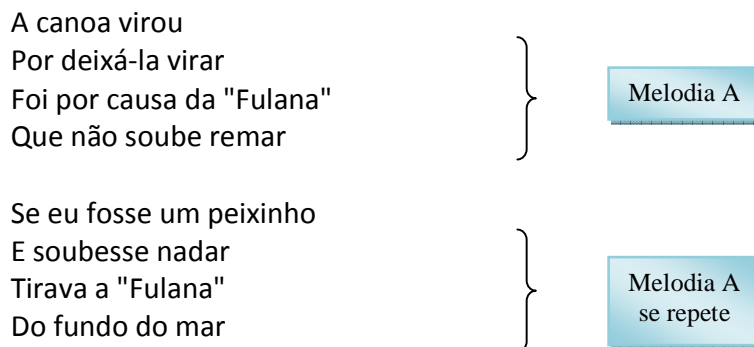 A canoa virou
Por deixá-la virar
Foi por causa da "Fulana"
Que não soube remar
Melodia A
Se eu fosse um peixinho
E soubesse nadar
Tirava a "Fulana"
Do fundo do mar
Melodia A
se repete